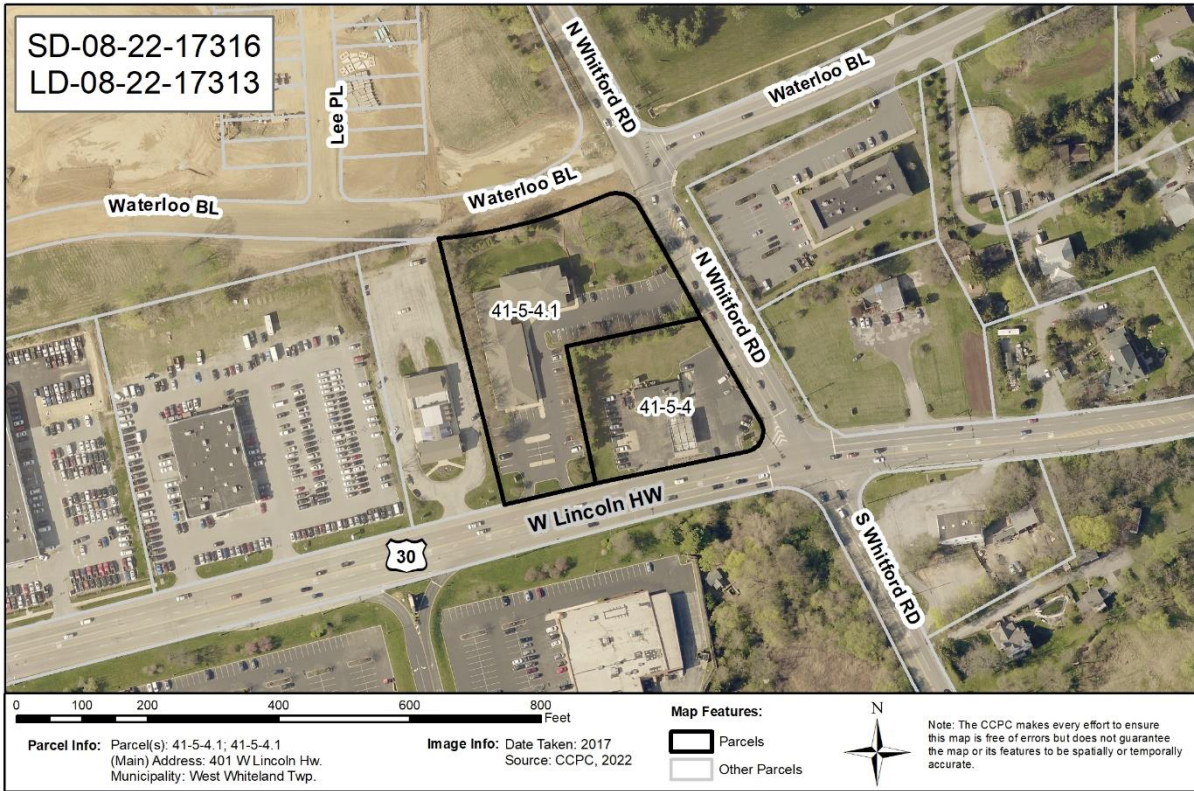 SD-08-22-17316
LD-08-22-17313
N Whitford RD
Waterloo BL
Lee PL
Waterloo BL
Waterloo BL
N Whitford RD
41-5-4.1
41-5-4
W Lincoln HW
30
S Whitford RD
0 100 200 400 600 800
Feet
Parcel Info: Parcel(s): 41-5-4.1; 41-5-4.1
(Main) Address: 401 W Lincoln Hw.
Municipality: West Whiteland Twp.
Image Info: Date Taken: 2017
Source: CCPC, 2022
Map Features:
Parcels
Other Parcels
N
Note: The CCPC makes every effort to ensure
this map is free of errors but does not guarantee
the map or its features to be spatially or temporally
accurate.